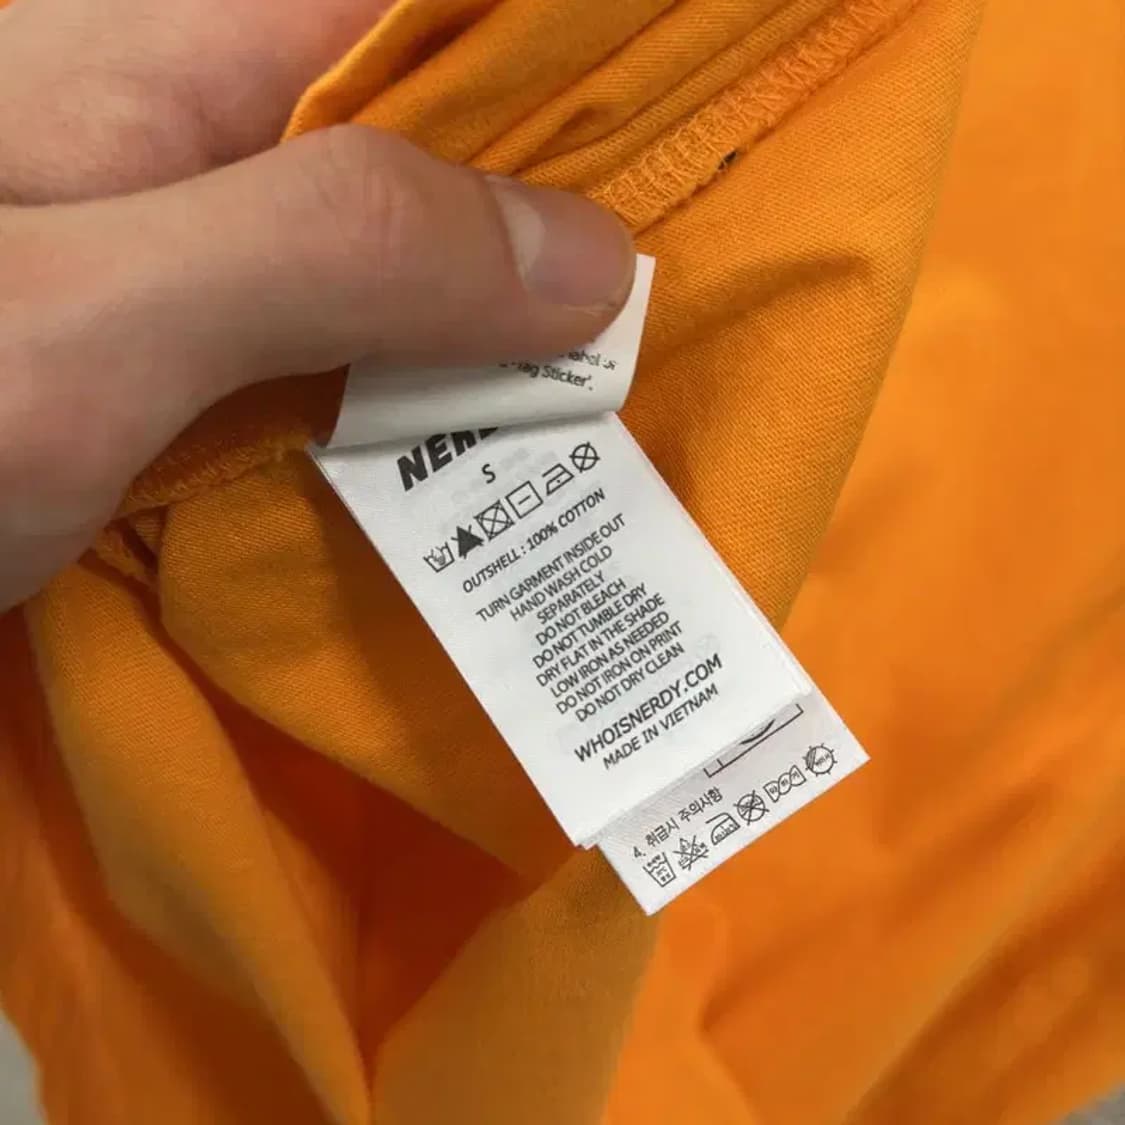 Sticker'.
NER
S
OUTSHELL : 100% COTTON
TURN GARMENT INSIDE OUT
HAND WASH COLD
SEPARATELY
DO NOT BLEACH
DO NOT TUMBLE DRY
DRY FLAT IN THE SHADE
LOW IRON AS NEEDED
DO NOT IRON ON PRINT
DO NOT DRY CLEAN
WHOISNERDY.COM
MADE IN VIETNAM
4. 취급시 주의사항